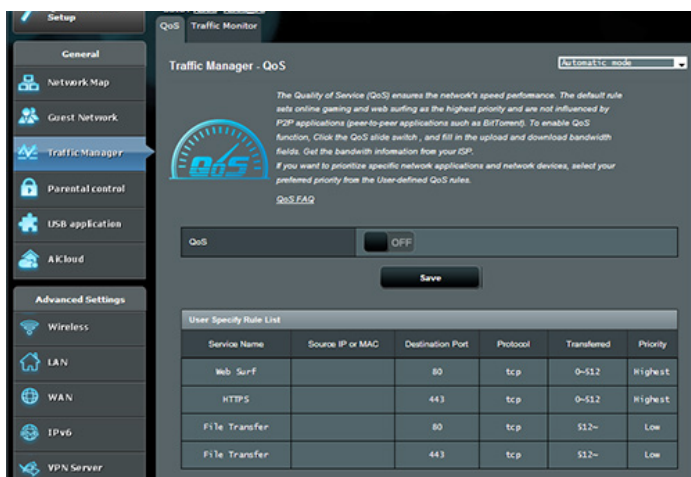 Setup
QoS
Traffic Monitor
General
Network Map
Guest Network
Traffic Manager
Parental control
USB application
AiCloud
Advanced Settings
Wireless
LAN
WAN
IPv6
VPN Server
Traffic Manager - QoS
Automatic mode
The Quality of Service (QoS) ensures the network's speed performance. The default rule
sets online gaming and web surfing as the highest priority and are not influenced by
P2P applications (peer-to-peer applications such as BitTorrent). To enable QoS
function, Click the QoS slide switch , and fill in the upload and download bandwidth
fields. Get the bandwith information from your ISP.
If you want to prioritize specific network applications and network devices, select your
preferred priority from the User-defined QoS rules.
QoS FAQ
QoS
QoS
OFF
Save
User Specify Rule List
Service Name Source IP or MAC Destination Port Protocol Transferred Priority
Web Surf 80 tcp 0~512 Highest
HTTPS 443 tcp 0~512 Highest
File Transfer 80 tcp 512~ Low
File Transfer 443 tcp 512~ Low